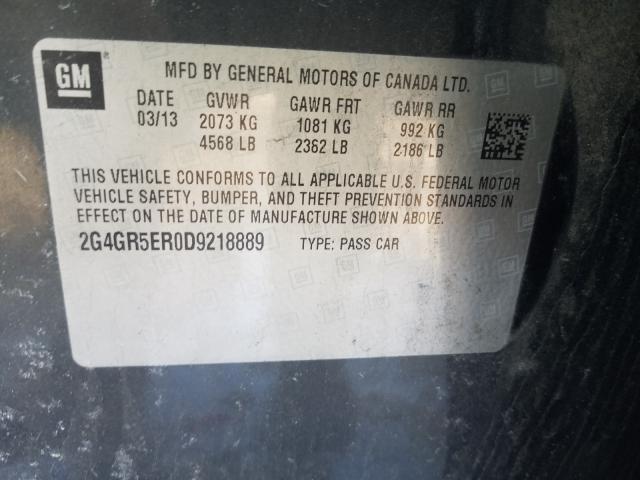 GM
MFD BY GENERAL MOTORS OF CANADA LTD.
DATE GVWR GAWR FRT GAWR RR
03/13 2073 KG 1081 KG 992 KG
4568 LB 2362 LB 2186 LB
THIS VEHICLE CONFORMS TO ALL APPLICABLE U.S. FEDERAL MOTOR
VEHICLE SAFETY, BUMPER, AND THEFT PREVENTION STANDARDS IN
EFFECT ON THE DATE OF MANUFACTURE SHOWN ABOVE.
2G4GR5ER0D9218889 TYPE: PASS CAR